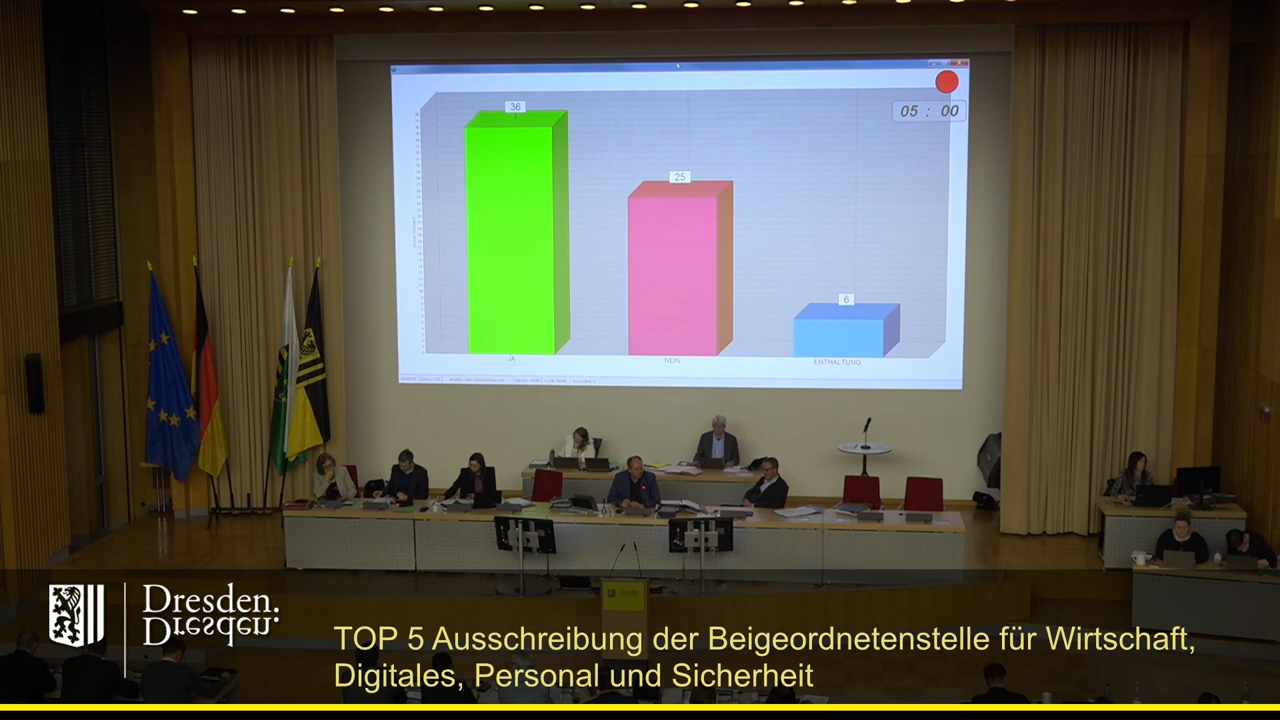 36
05 : 00
25
6
JA
NEIN
ENTHALTUNG
Dresden.
Dresden.
TOP 5 Ausschreibung der Beigeordnetenstelle für Wirtschaft,
Digitales, Personal und Sicherheit